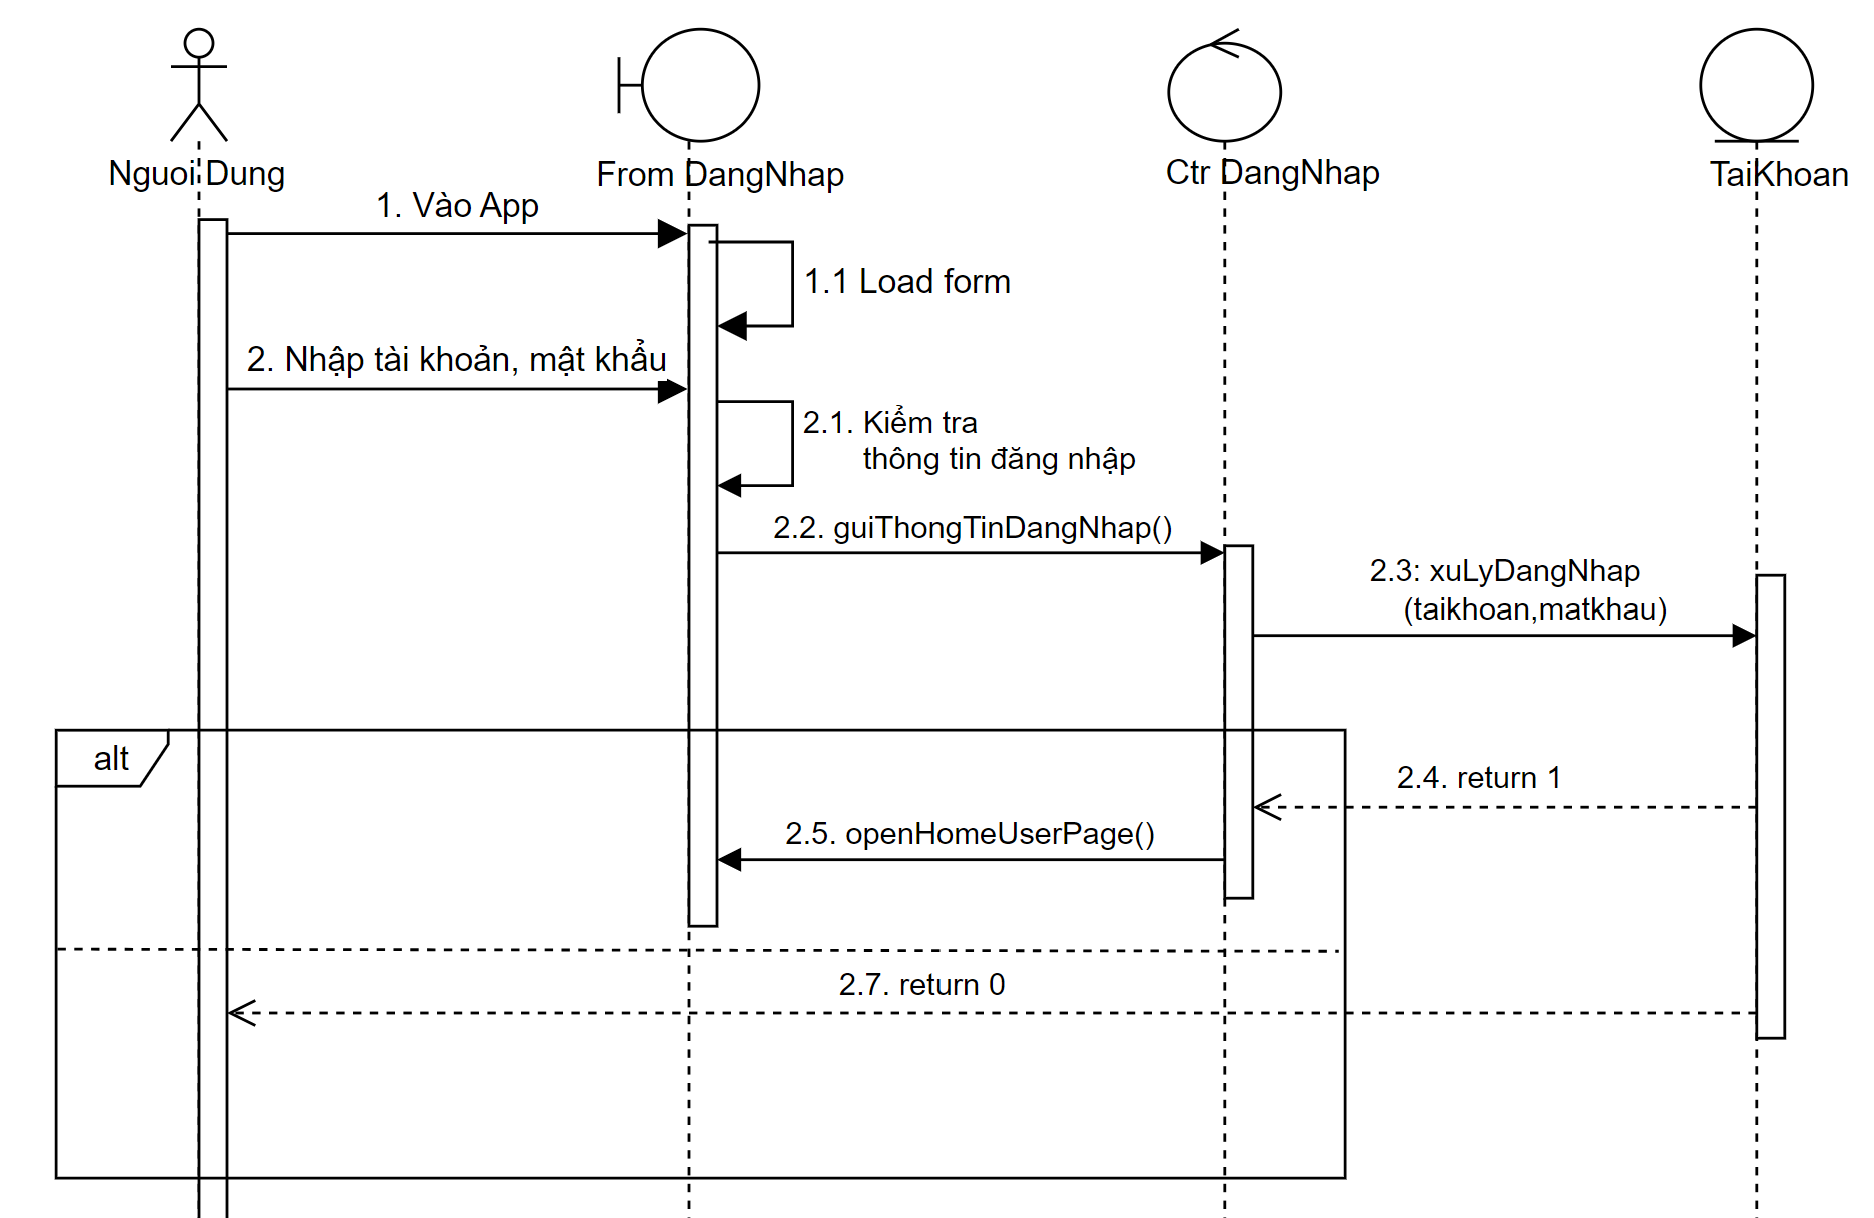 Nguoi Dung
From DangNhap
Ctr DangNhap
TaiKhoan
1. Vào App
1.1 Load form
2. Nhập tài khoản, mật khẩu
2.1. Kiểm tra
thông tin đăng nhập
2.2. guiThongTinDangNhap()
2.3: xuLyDangNhap
(taikhoan,matkhau)
alt
2.4. return 1
2.5. openHomeUserPage()
2.7. return 0